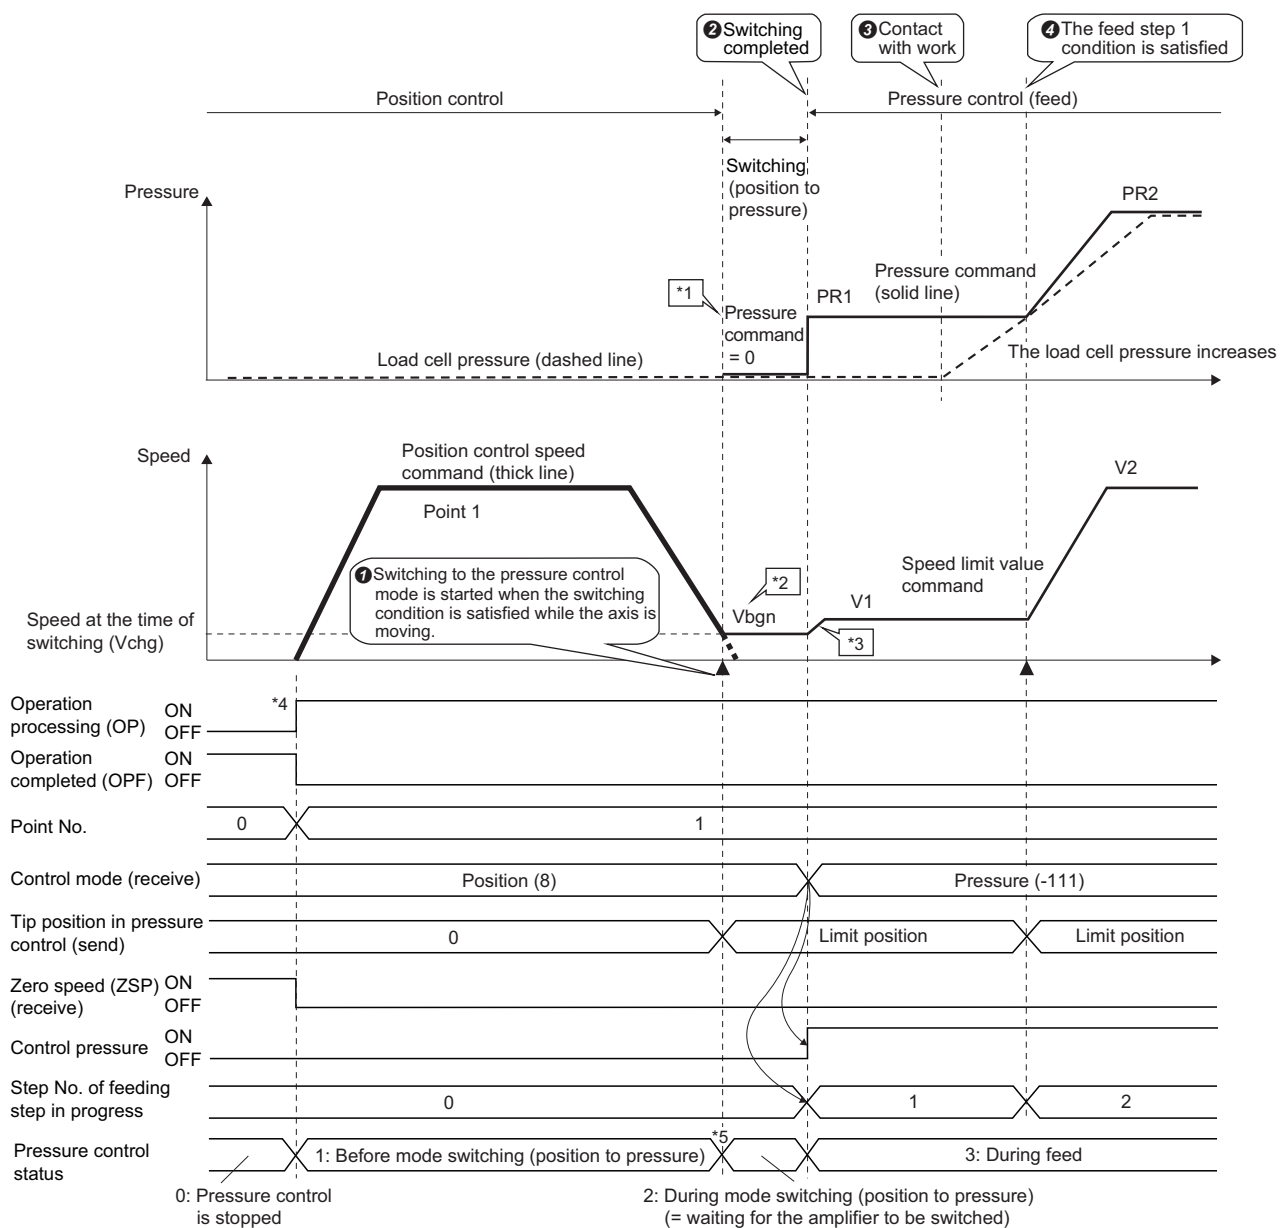 ❷Switching
completed
❸Contact
with work
❹The feed step 1
condition is satisfied
Position control
Pressure control (feed)
Switching
(position to
pressure)
Pressure
PR2
*1
PR1
Pressure command
(solid line)
Pressure
command
= 0
Load cell pressure (dashed line)
The load cell pressure increases
Speed
Position control speed
command (thick line)
V2
Point 1
❶Switching to the pressure control
mode is started when the switching
condition is satisfied while the axis is
moving.
Speed limit value
command
*2
Vbgn
V1
*3
Speed at the time of
switching (Vchg)
Operation
processing (OP)
ON
OFF
*4
Operation
completed (OPF)
ON
OFF
Point No.
0
1
Control mode (receive)
Position (8)
Pressure (-111)
Tip position in pressure
control (send)
0
Limit position
Limit position
Zero speed (ZSP)
(receive)
ON
OFF
Control pressure
ON
OFF
Step No. of feeding
step in progress
0
1
2
Pressure control
status
1: Before mode switching (position to pressure)
*5
3: During feed
0: Pressure control
is stopped
2: During mode switching (position to pressure)
(= waiting for the amplifier to be switched)